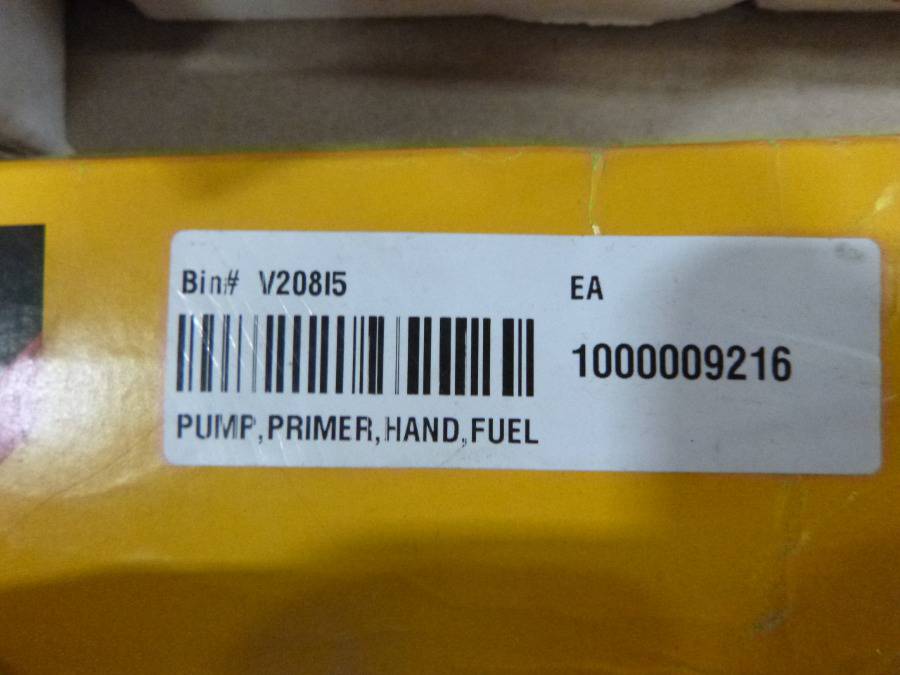 Bin# V208I5
EA
1000009216
PUMP,PRIMER,HAND,FUEL